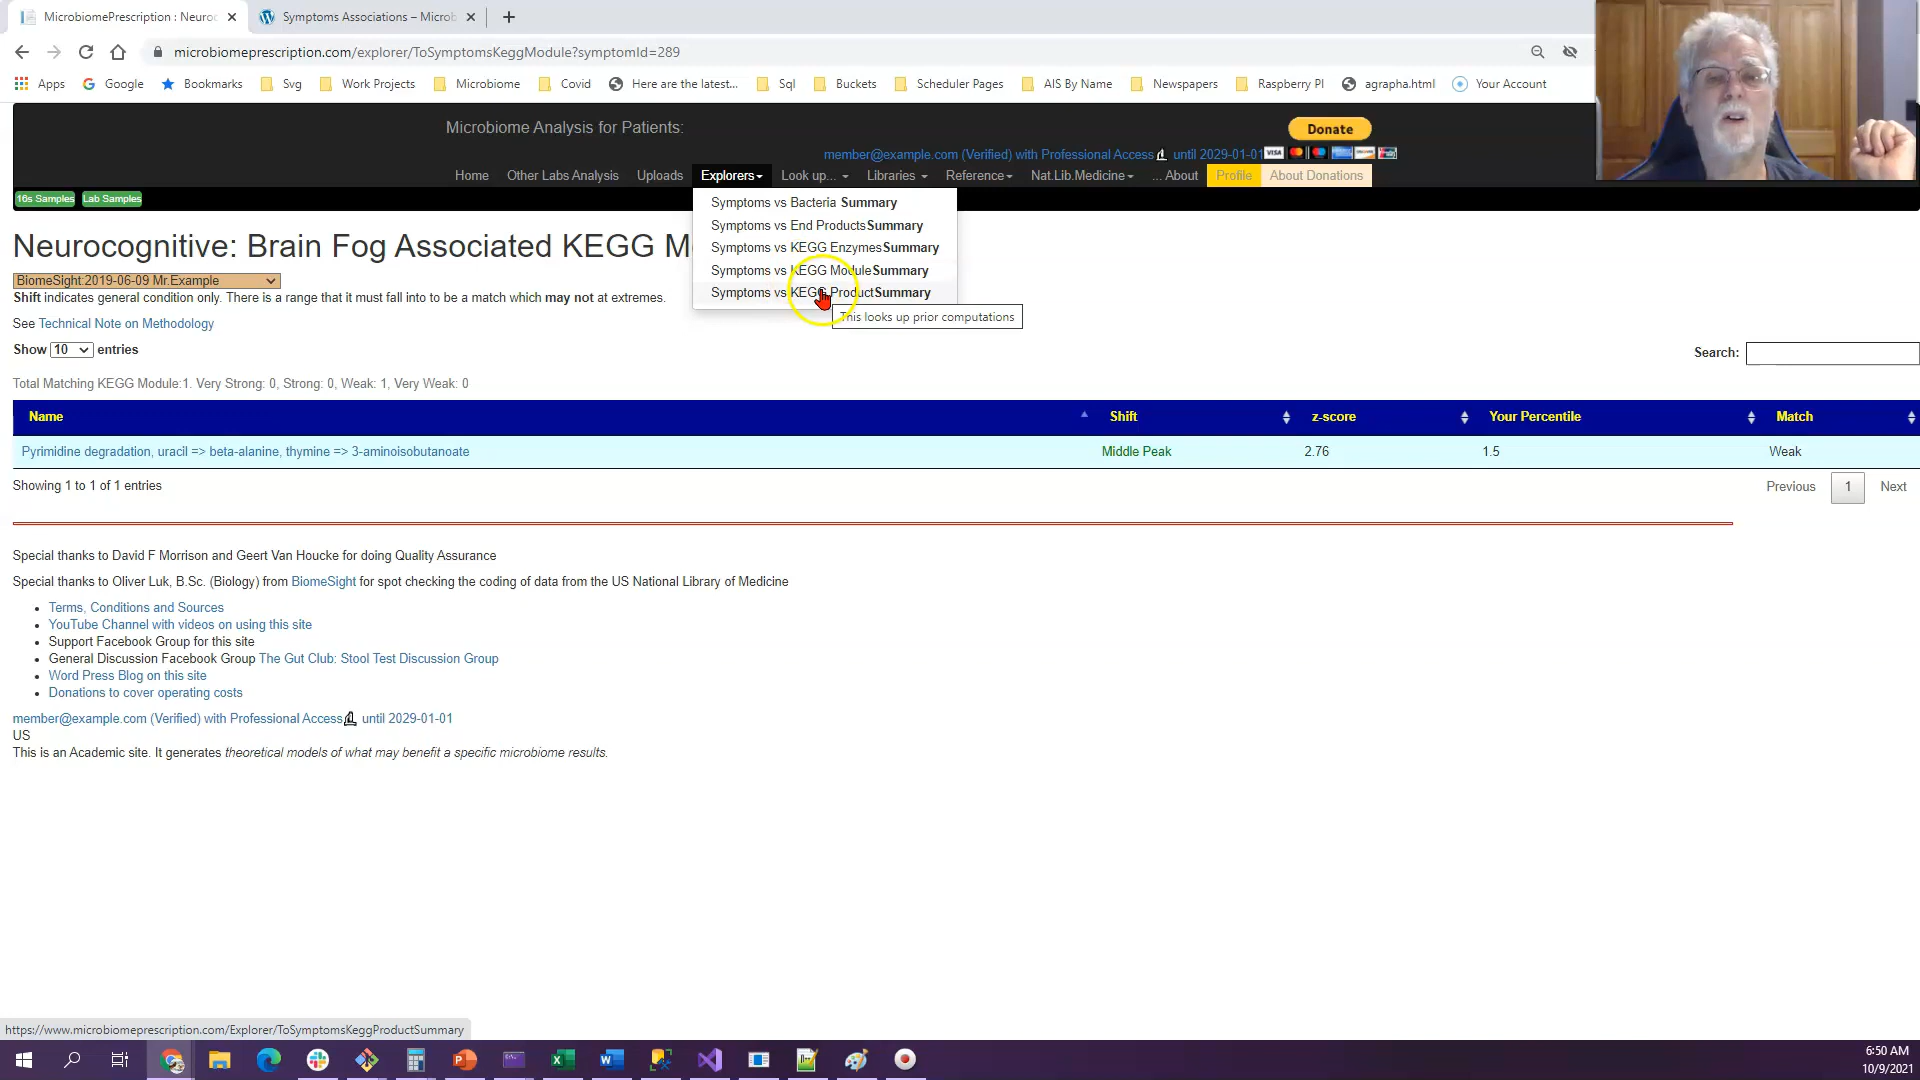 MicrobiomePrescription : Neuroc
Symptoms Associations – Microb
microbiomeprescription.com/explorer/ToSymptomsKeggModule?symptomId=289
Apps
Google
Bookmarks
Svg
Work Projects
Microbiome
Covid
Here are the latest...
Sql
Buckets
Scheduler Pages
AIS By Name
Newspapers
Raspberry PI
agrapha.html
Your Account
Microbiome Analysis for Patients:
Donate
member@example.com (Verified) with Professional Access until 2029-01-01
VISA
Home
Other Labs Analysis
Uploads
Explorers
Look up...
Libraries
Reference
Nat.Lib.Medicine
... About
Profile
About Donations
16s Samples
Lab Samples
Symptoms vs Bacteria Summary
Symptoms vs End ProductsSummary
Symptoms vs KEGG EnzymesSummary
Symptoms vs KEGG ModuleSummary
Symptoms vs KEGG ProductSummary
This looks up prior computations
Neurocognitive: Brain Fog Associated KEGG M
BiomeSight:2019-06-09 Mr.Example
Shift indicates general condition only. There is a range that it must fall into to be a match which may not at extremes.
See Technical Note on Methodology
Show 10 entries
Search:
Total Matching KEGG Module:1. Very Strong: 0, Strong: 0, Weak: 1, Very Weak: 0
Name Shift z-score Your Percentile Match
Pyrimidine degradation, uracil => beta-alanine, thymine => 3-aminoisobutanoate Middle Peak 2.76 1.5 Weak
Showing 1 to 1 of 1 entries
Previous 1 Next
Special thanks to David F Morrison and Geert Van Houcke for doing Quality Assurance
Special thanks to Oliver Luk, B.Sc. (Biology) from BiomeSight for spot checking the coding of data from the US National Library of Medicine
Terms, Conditions and Sources
YouTube Channel with videos on using this site
Support Facebook Group for this site
General Discussion Facebook Group The Gut Club: Stool Test Discussion Group
Word Press Blog on this site
Donations to cover operating costs
member@example.com (Verified) with Professional Access until 2029-01-01
US
This is an Academic site. It generates theoretical models of what may benefit a specific microbiome results.
https://www.microbiomeprescription.com/Explorer/ToSymptomsKeggProductSummary
6:50 AM
10/9/2021